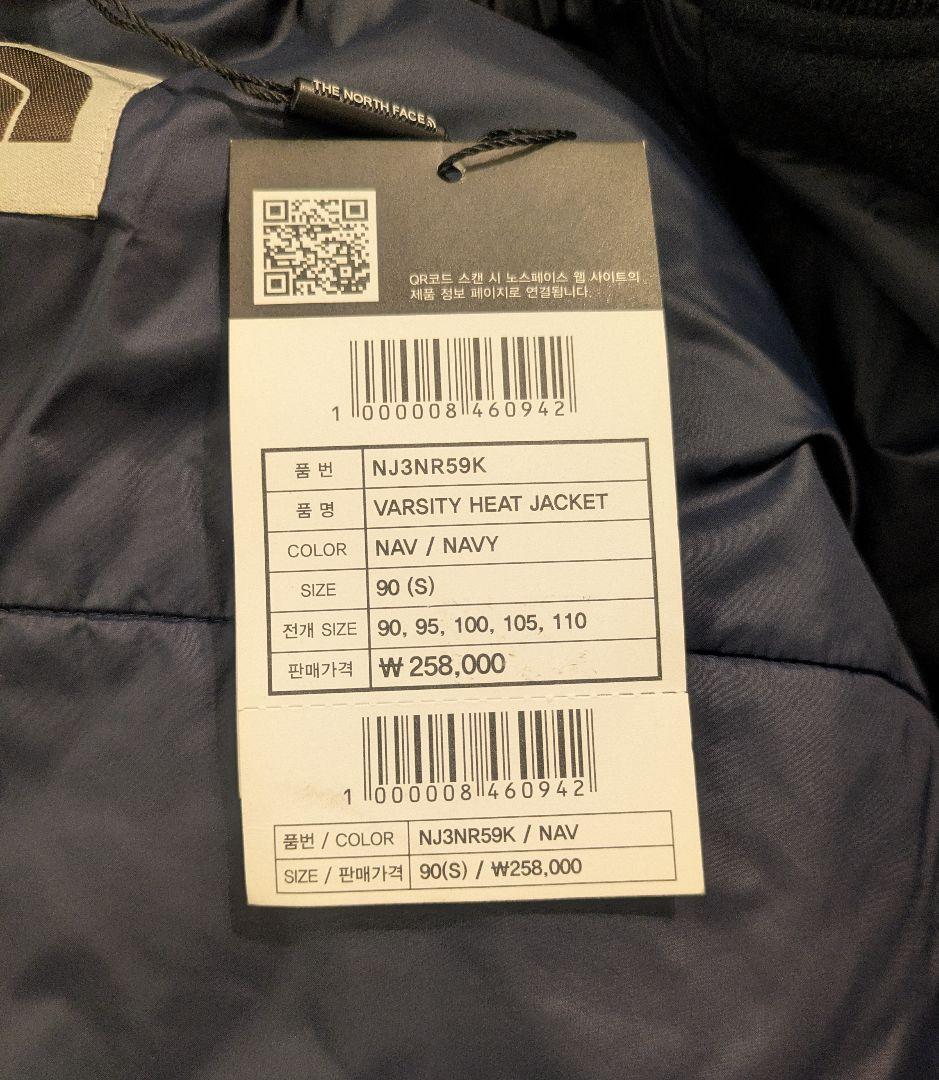 THE NORTH FACE
QR코드 스캔 시 노스페이스 웹 사이트의
제품 정보 페이지로 연결됩니다.
1 000008 460942
품 번 NJ3NR59K
품 명 VARSITY HEAT JACKET
COLOR NAV / NAVY
SIZE 90 (S)
전개 SIZE 90, 95, 100, 105, 110
판매가격 ₩ 258,000
1 000008 460942
품번 / COLOR NJ3NR59K / NAV
SIZE / 판매가격 90(S) / ₩258,000